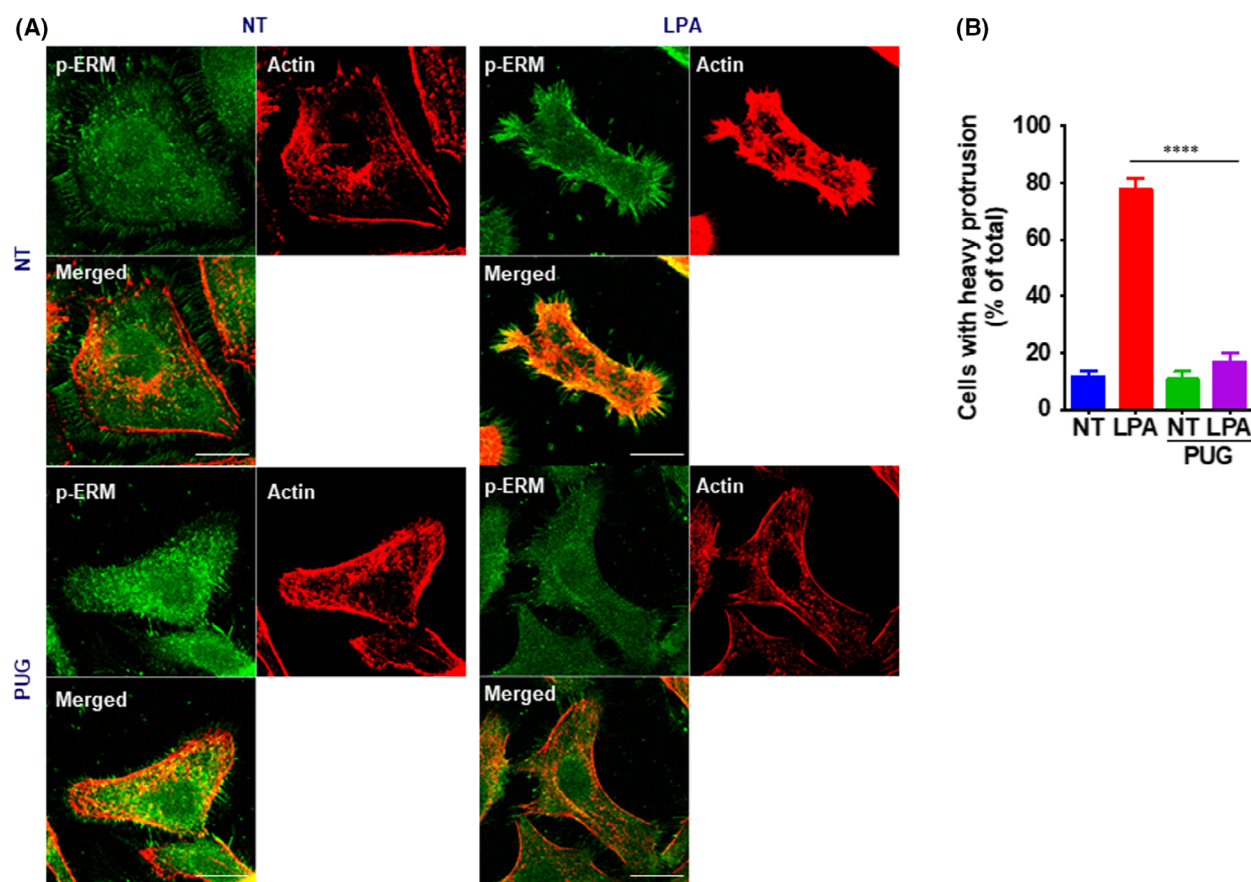 (A)
NT
LPA
(B)
p-ERM
Actin
p-ERM
Actin
NT
Merged
Merged
p-ERM
Actin
p-ERM
Actin
PUG
Merged
Merged
Cells with heavy protrusion
(% of total)
100
80
60
40
20
0
****
NT LPA NT LPA
PUG